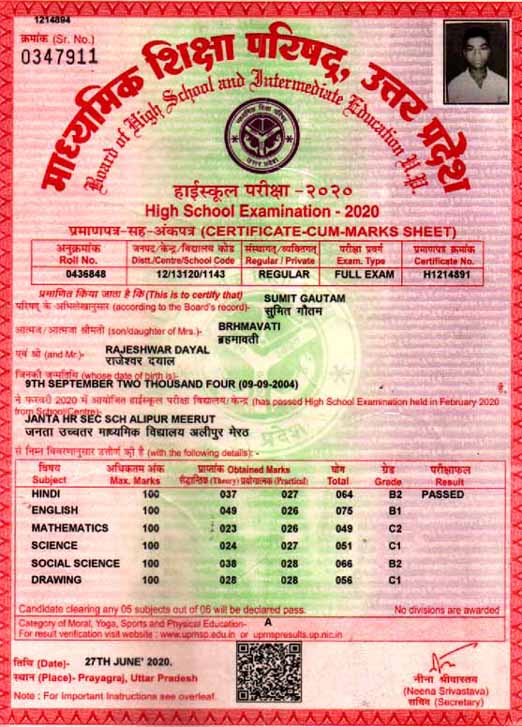 1214894
क्रमांक (Sr. No.)
0347911
माध्यमिक शिक्षा परिषद्, उत्तर प्रदेश
Board of High School and Intermediate Education U.P.
हाईस्कूल परीक्षा -२०२०
High School Examination - 2020
प्रमाणपत्र-सह-अंकपत्र (CERTIFICATE-CUM-MARKS SHEET)
अनुक्रमांक जनपद/केन्द्र/विद्यालय कोड संस्थागत/व्यक्तिगत परीक्षा प्रवर्ग प्रमाणपत्र क्रमांक
Roll No. Distt./Centre/School Code Regular / Private Exam. Type Certificate No.
0436848 12/13120/1143 REGULAR FULL EXAM H1214891
प्रमाणित किया जाता है कि (This is to certify that) SUMIT GAUTAM
परिषद् के अभिलेखानुसार (according to the Board's record)- सुमित गौतम
आत्मज/आत्मजा श्रीमती (son/daughter of Mrs.)- BRHMAVATI
ब्रहमावती
एवं श्री (and Mr.)- RAJESHWAR DAYAL
राजेश्वर दयाल
जिनकी जन्मतिथि (whose date of birth is)-
9TH SEPTEMBER TWO THOUSAND FOUR (09-09-2004) है,
ने फरवरी 2020 में आयोजित हाईस्कूल परीक्षा विद्यालय/केन्द्र (has passed High School Examination held in February 2020
from School/Centre)-
JANTA HR SEC SCH ALIPUR MEERUT
जनता उच्चतर माध्यमिक विद्यालय अलीपुर मेरठ
से निम्न विवरणानुसार उत्तीर्ण की है (with the following details): -
विषय अधिकतम अंक प्राप्तांक Obtained Marks योग ग्रेड परीक्षाफल
Subject Max. Marks सैद्धान्तिक (Theory) प्रयोगात्मक (Practical) Total Grade Result
HINDI 100 037 027 064 B2 PASSED
ENGLISH 100 049 026 075 B1
MATHEMATICS 100 023 026 049 C2
SCIENCE 100 024 027 051 C1
SOCIAL SCIENCE 100 038 028 066 B2
DRAWING 100 028 028 056 C1
Candidate clearing any 05 subjects out of 06 will be declared pass. No divisions are awarded
Category of Moral, Yoga, Sports and Physical Education- A
For result verification visit website : www.upmsp.edu.in or upmspresults.up.nic.in
तिथि (Date)- 27TH JUNE' 2020.
स्थान (Place)- Prayagraj, Uttar Pradesh
नीना श्रीवास्तव
(Neena Srivastava)
Note : For Important Instructions see overleaf.
सचिव (Secretary)